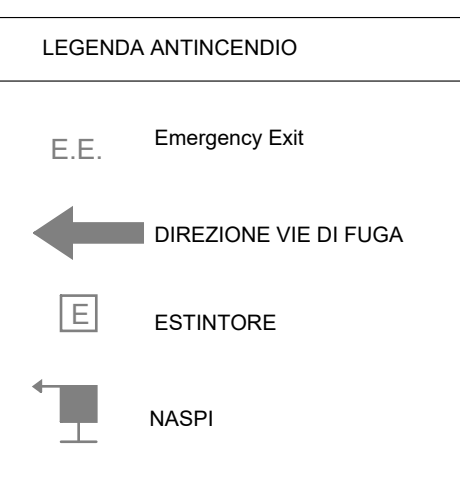 LEGENDA ANTINCENDIO
E.E. Emergency Exit
DIREZIONE VIE DI FUGA
E ESTINTORE
NASPI